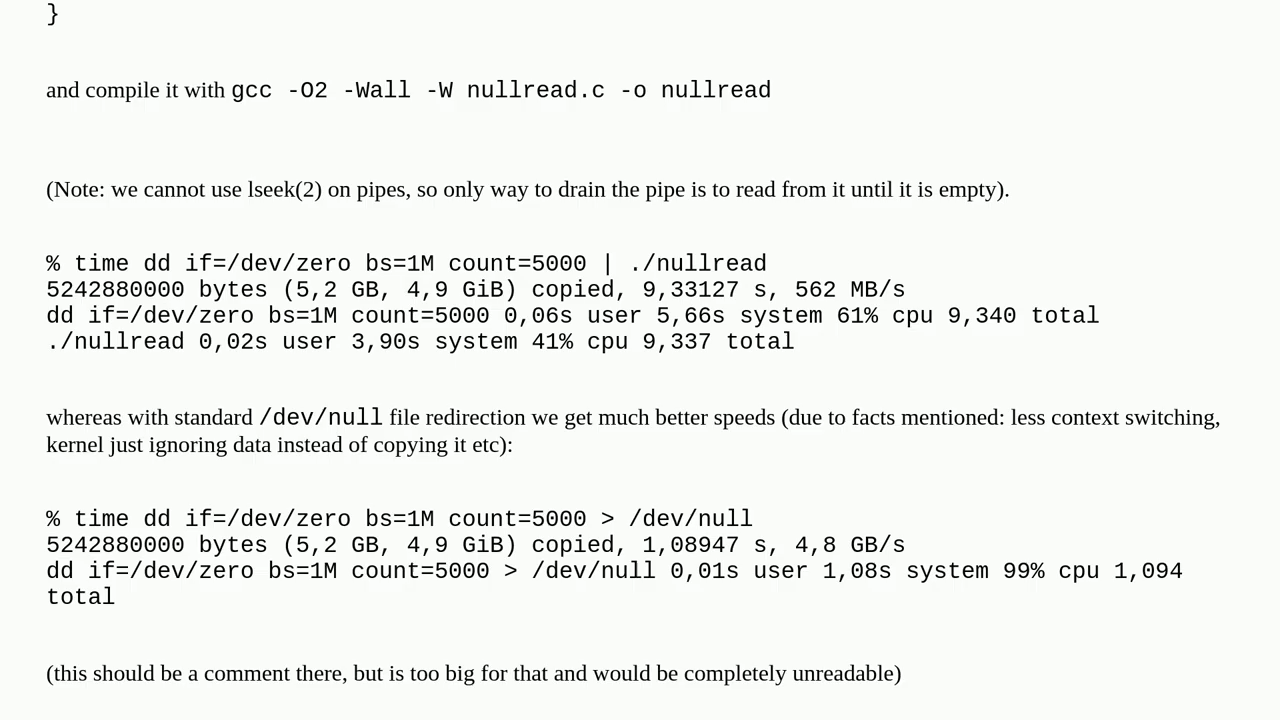 }
and compile it with gcc -O2 -Wall -W nullread.c -o nullread
(Note: we cannot use lseek(2) on pipes, so only way to drain the pipe is to read from it until it is empty).
% time dd if=/dev/zero bs=1M count=5000 | ./nullread
5242880000 bytes (5,2 GB, 4,9 GiB) copied, 9,33127 s, 562 MB/s
dd if=/dev/zero bs=1M count=5000 0,06s user 5,66s system 61% cpu 9,340 total
./nullread 0,02s user 3,90s system 41% cpu 9,337 total
whereas with standard /dev/null file redirection we get much better speeds (due to facts mentioned: less context switching,
kernel just ignoring data instead of copying it etc):
% time dd if=/dev/zero bs=1M count=5000 > /dev/null
5242880000 bytes (5,2 GB, 4,9 GiB) copied, 1,08947 s, 4,8 GB/s
dd if=/dev/zero bs=1M count=5000 > /dev/null 0,01s user 1,08s system 99% cpu 1,094
total
(this should be a comment there, but is too big for that and would be completely unreadable)